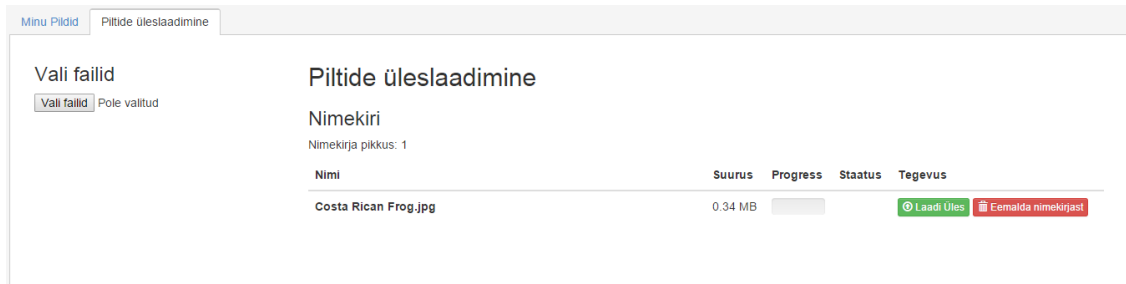 Minu Pildid Piltide üleslaadimine
Vali failid
Vali failid Pole valitud
Piltide üleslaadimine
Nimekiri
Nimekirja pikkus: 1
Nimi Suurus Progress Staatus Tegevus
Costa Rican Frog.jpg 0.34 MB Laadi Üles Eemalda nimekirjast